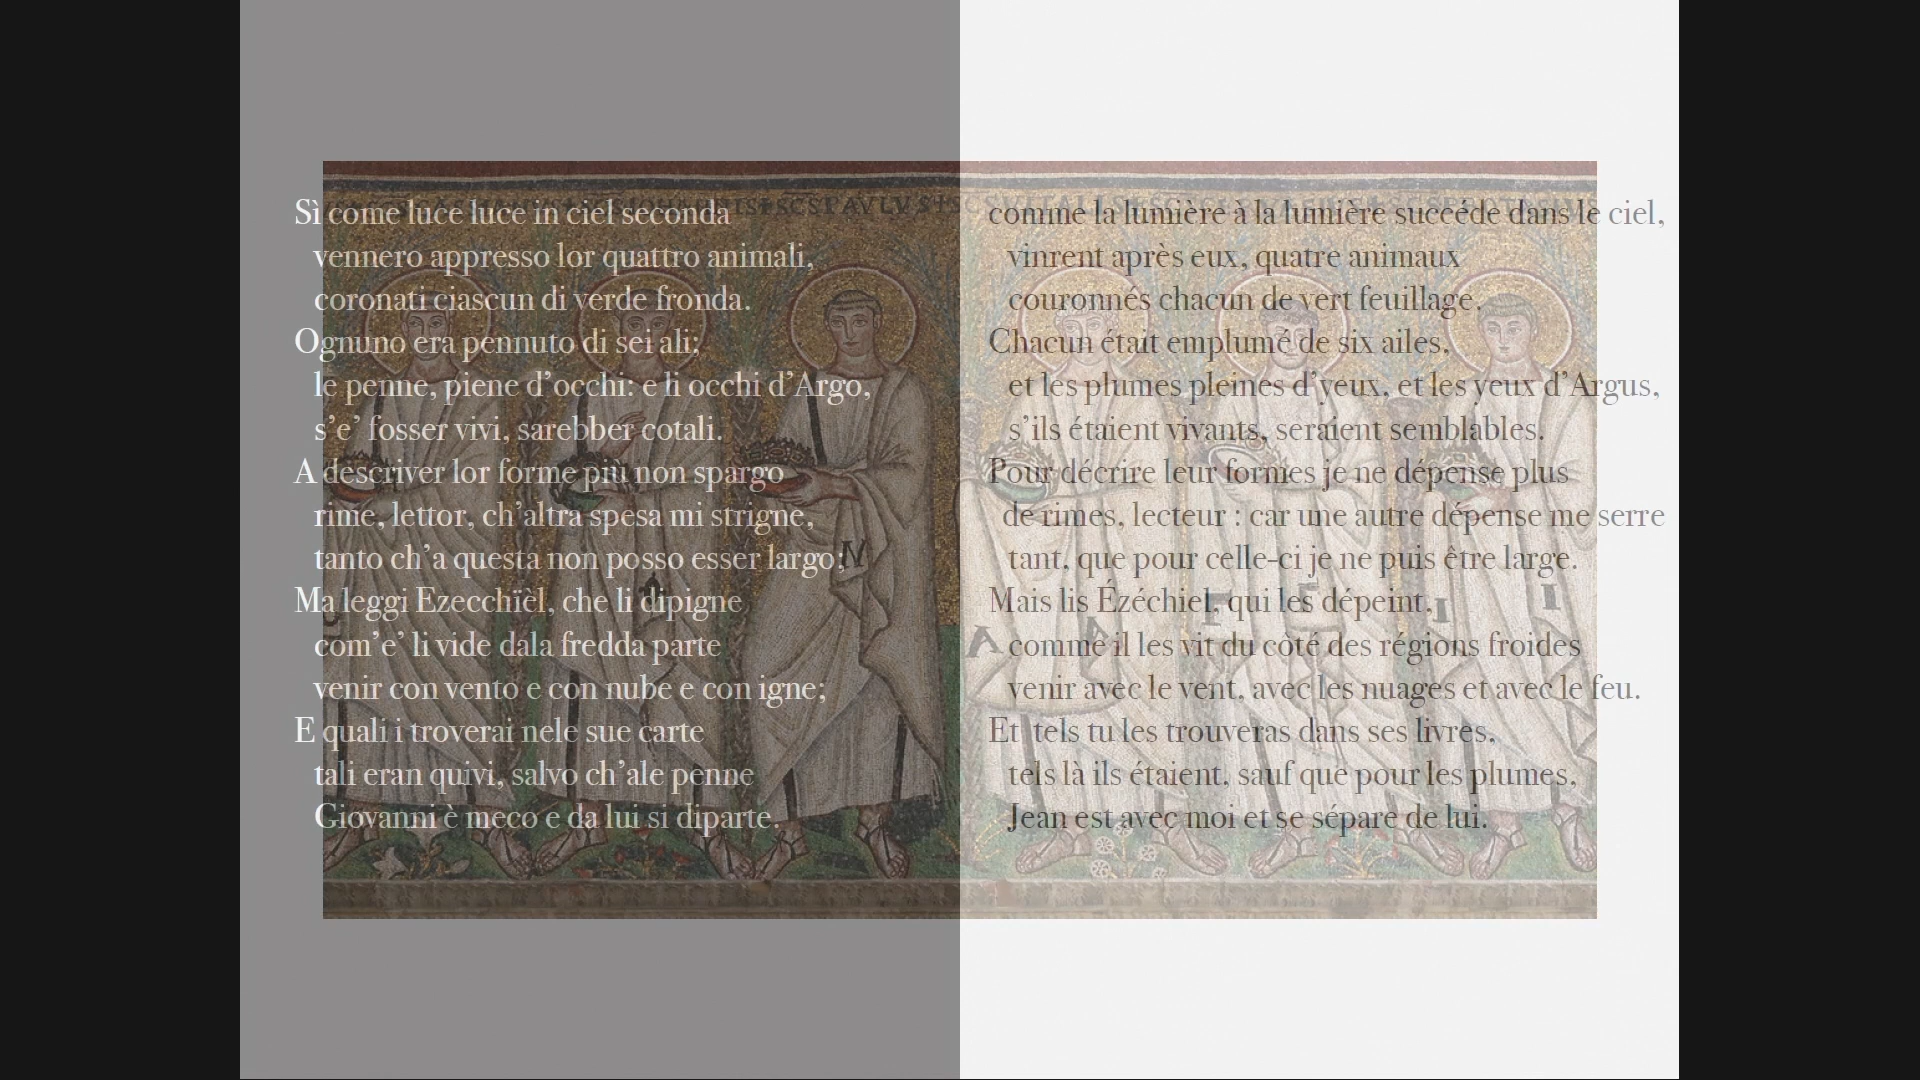 Sì come luce luce in ciel seconda
vennero appresso lor quattro animali,
coronati ciascun di verde fronda.
Ognuno era pennuto di sei ali;
le penne, piene d’occhi: e li occhi d’Argo,
s’e’ fosser vivi, sarebber cotali.
A descriver lor forme più non spargo
rime, lettor, ch’altra spesa mi strigne,
tanto ch’a questa non posso esser largo;
Ma leggi Ezecchïèl, che li dipigne
com’e’ li vide dala fredda parte
venir con vento e con nube e con igne;
E quali i troverai nele sue carte
tali eran quivi, salvo ch’ale penne
Giovanni è meco e da lui si diparte.
comme la lumière à la lumière succéde dans le ciel,
vinrent après eux, quatre animaux
couronnés chacun de vert feuillage.
Chacun était emplumé de six ailes,
et les plumes pleines d’yeux, et les yeux d’Argus,
s’ils étaient vivants, seraient semblables.
Pour décrire leur formes je ne dépense plus
de rimes, lecteur : car une autre dépense me serre
tant, que pour celle-ci je ne puis être large.
Mais lis Ézéchiel, qui les dépeint,
comme il les vit du côté des régions froides
venir avec le vent, avec les nuages et avec le feu.
Et tels tu les trouveras dans ses livres,
tels là ils étaient, sauf que pour les plumes,
Jean est avec moi et se sépare de lui.